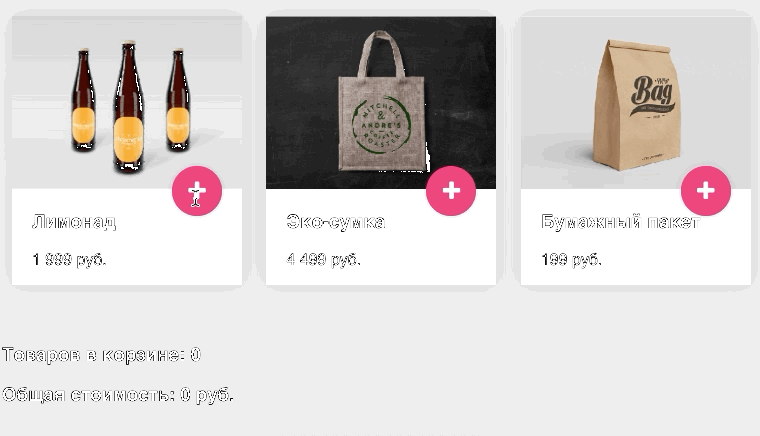 MITCHELL
&
ANDRE'S
COFFEE
ROASTER
Bag
Лимонад
1 999 руб.
Эко-сумка
4 499 руб.
Бумажный пакет
199 руб.
Товаров в корзине: 0
Общая стоимость: 0 руб.